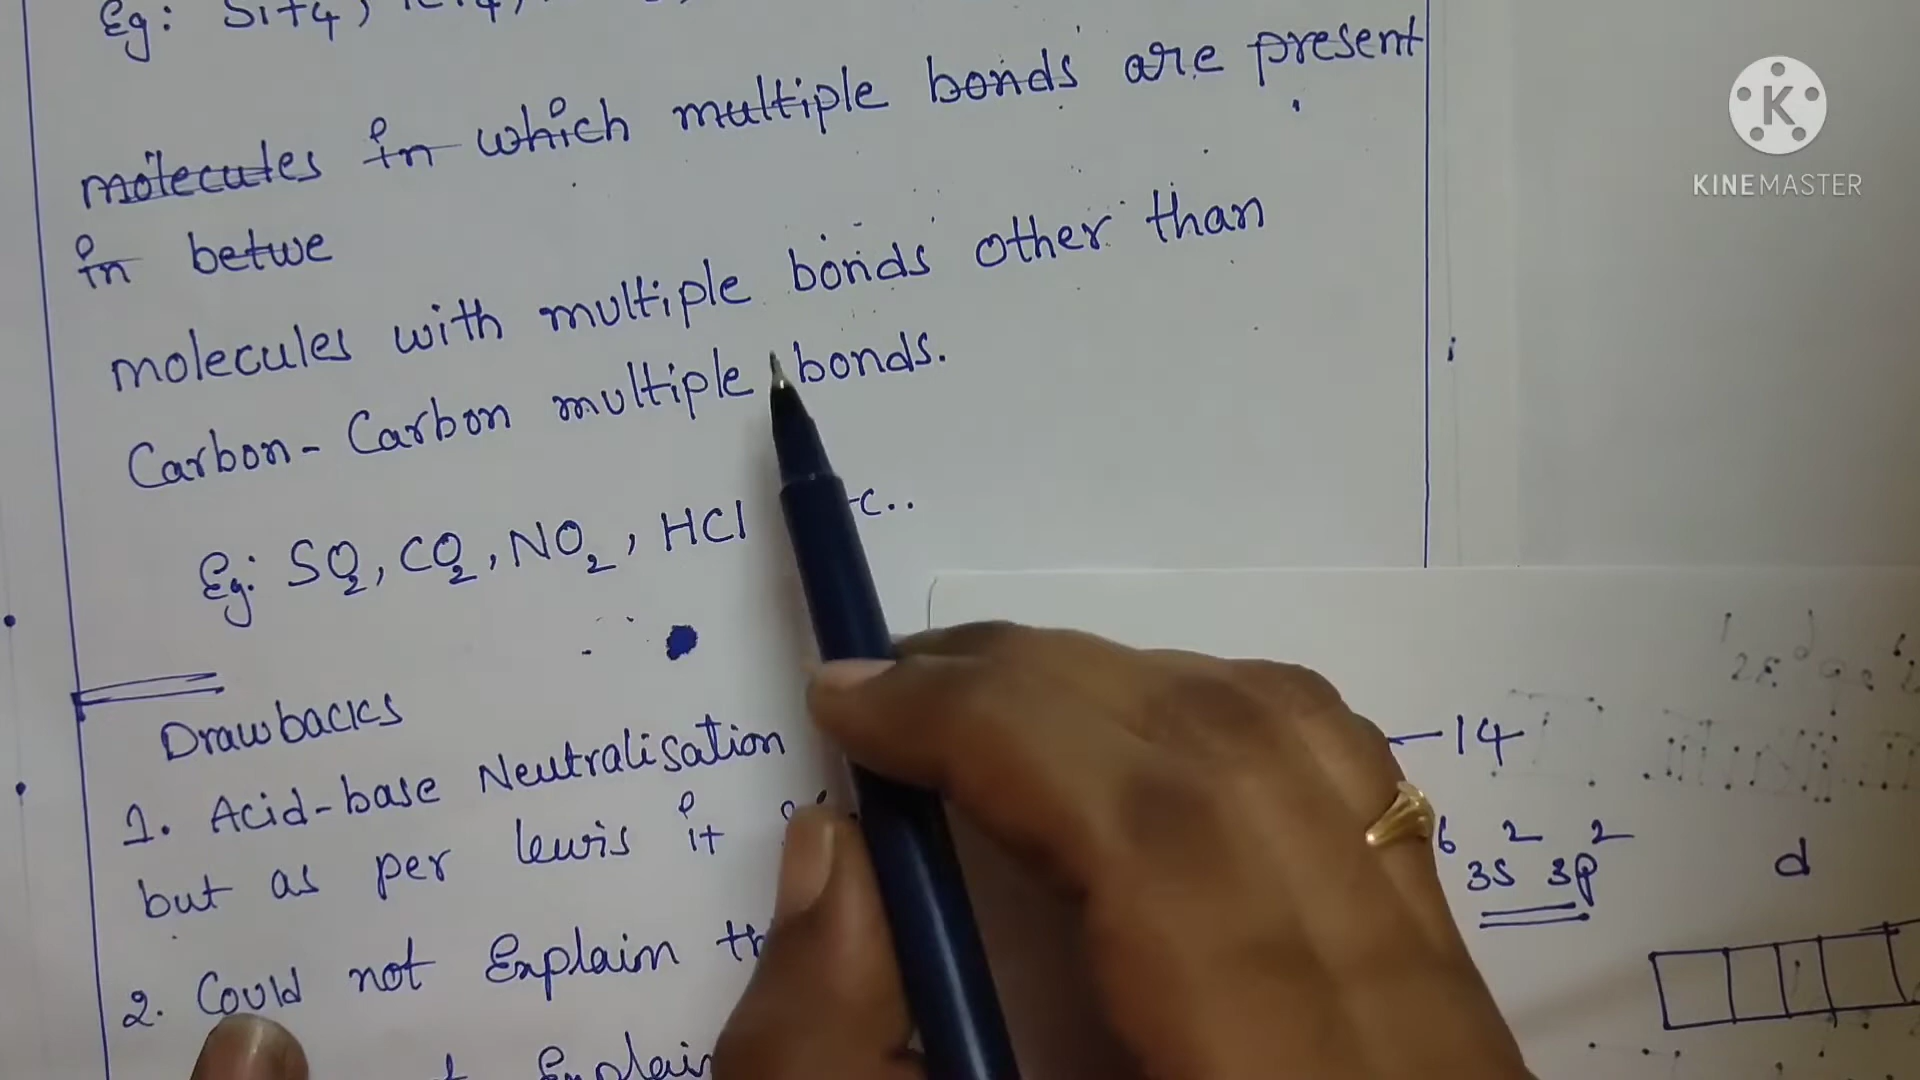 Eg: SiF4,
molecules in which multiple bonds are present
in betwe
molecules with multiple bonds other than
Carbon-Carbon multiple bonds.
Eg: SO2, CO2, NO2, HCl c..
Drawbacks
1. Acid-base Neutralisation
but as per lewis it
2. Could not Explain
Explain
-14
6 3s2 3p2
d
KINEMASTER